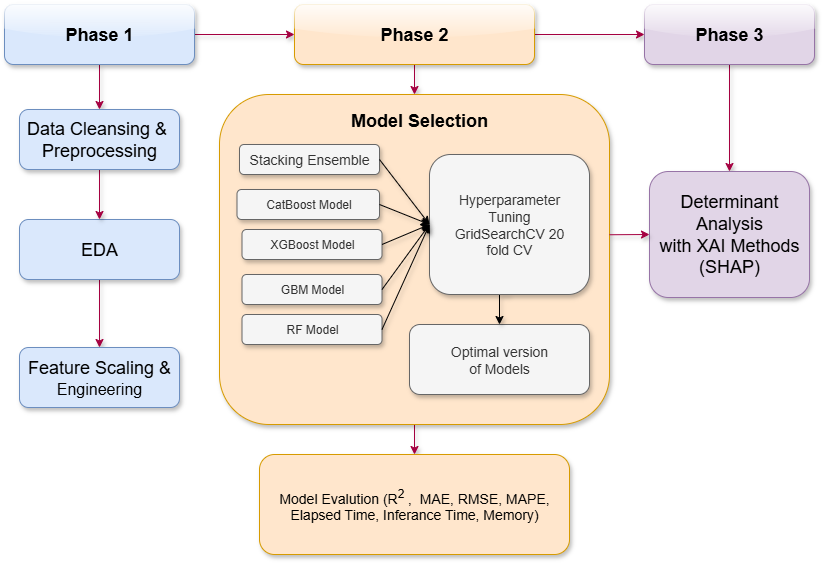 Phase 1
Phase 2
Phase 3
Data Cleansing &
Preprocessing
EDA
Feature Scaling &
Engineering
Model Selection
Stacking Ensemble
CatBoost Model
XGBoost Model
GBM Model
RF Model
Hyperparameter
Tuning
GridSearchCV 20
fold CV
Optimal version
of Models
Model Evalution (R², MAE, RMSE, MAPE,
Elapsed Time, Inferance Time, Memory)
Determinant
Analysis
with XAI Methods
(SHAP)